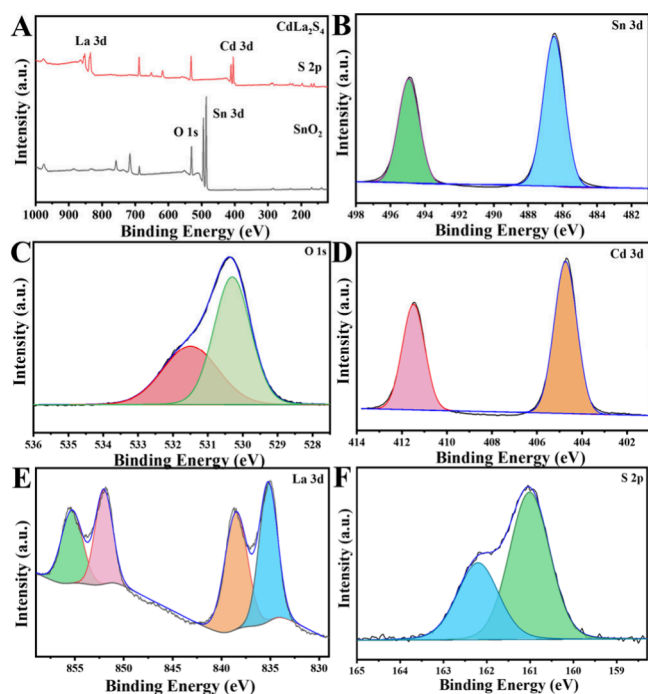 A
CdLa₂S₄
La 3d
Cd 3d
S 2p
Sn 3d
O 1s
SnO₂
Intensity (a.u.)
1000 900 800 700 600 500 400 300 200
Binding Energy (eV)
B
Sn 3d
Intensity (a.u.)
498 496 494 492 490 488 486 484 482
Binding Energy (eV)
C
O 1s
Intensity (a.u.)
536 535 534 533 532 531 530 529 528
Binding Energy (eV)
D
Cd 3d
Intensity (a.u.)
414 412 410 408 406 404 402
Binding Energy (eV)
E
La 3d
Intensity (a.u.)
855 850 845 840 835 830
Binding Energy (eV)
F
S 2p
Intensity (a.u.)
165 164 163 162 161 160 159
Binding Energy (eV)